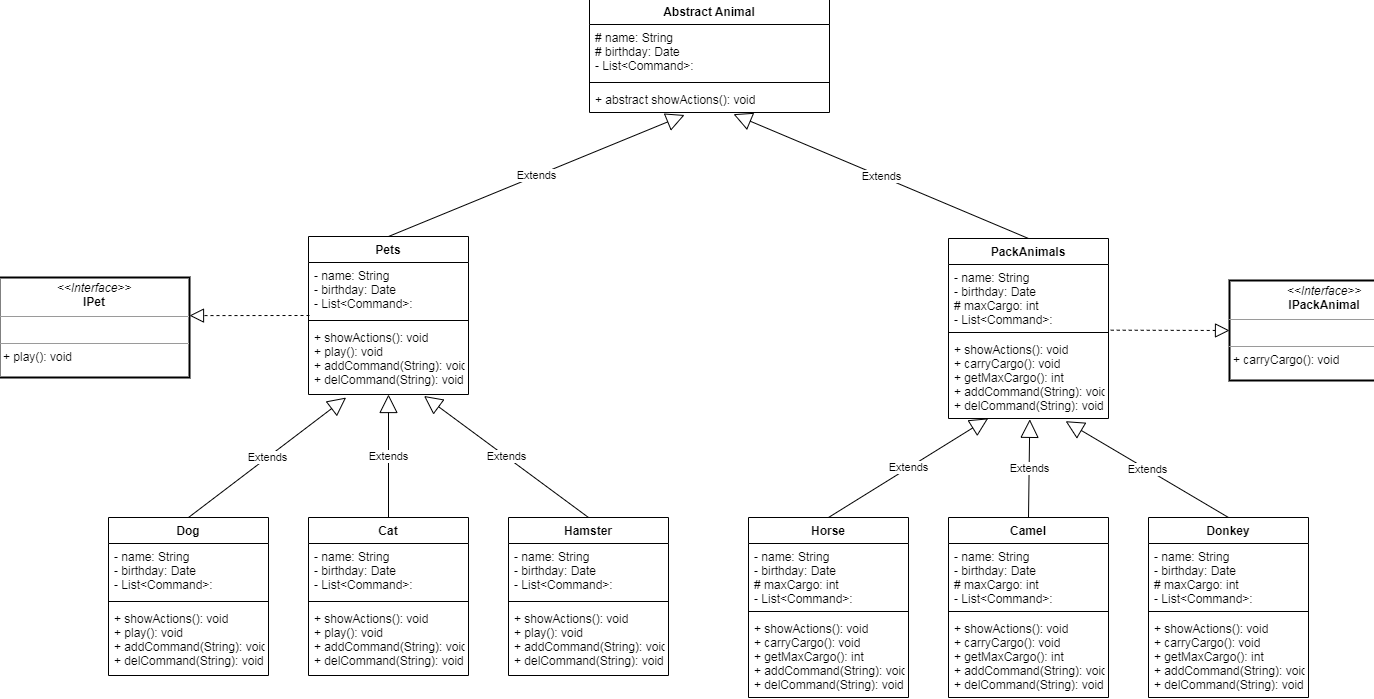 Abstract Animal
# name: String
# birthday: Date
- List<Command>:
+ abstract showActions(): void
Extends
Extends
Pets
- name: String
- birthday: Date
- List<Command>:
+ showActions(): void
+ play(): void
+ addCommand(String): void
+ delCommand(String): void
PackAnimals
- name: String
- birthday: Date
# maxCargo: int
- List<Command>:
+ showActions(): void
+ carryCargo(): void
+ getMaxCargo(): int
+ addCommand(String): void
+ delCommand(String): void
<<Interface>>
IPet
+ play(): void
<<Interface>>
IPackAnimal
+ carryCargo(): void
Extends
Extends
Extends
Extends
Extends
Extends
Dog
- name: String
- birthday: Date
- List<Command>:
+ showActions(): void
+ play(): void
+ addCommand(String): void
+ delCommand(String): void
Cat
- name: String
- birthday: Date
- List<Command>:
+ showActions(): void
+ play(): void
+ addCommand(String): void
+ delCommand(String): void
Hamster
- name: String
- birthday: Date
- List<Command>:
+ showActions(): void
+ play(): void
+ addCommand(String): void
+ delCommand(String): void
Horse
- name: String
- birthday: Date
# maxCargo: int
- List<Command>:
+ showActions(): void
+ carryCargo(): void
+ getMaxCargo(): int
+ addCommand(String): void
+ delCommand(String): void
Camel
- name: String
- birthday: Date
# maxCargo: int
- List<Command>:
+ showActions(): void
+ carryCargo(): void
+ getMaxCargo(): int
+ addCommand(String): void
+ delCommand(String): void
Donkey
- name: String
- birthday: Date
# maxCargo: int
- List<Command>:
+ showActions(): void
+ carryCargo(): void
+ getMaxCargo(): int
+ addCommand(String): void
+ delCommand(String): void